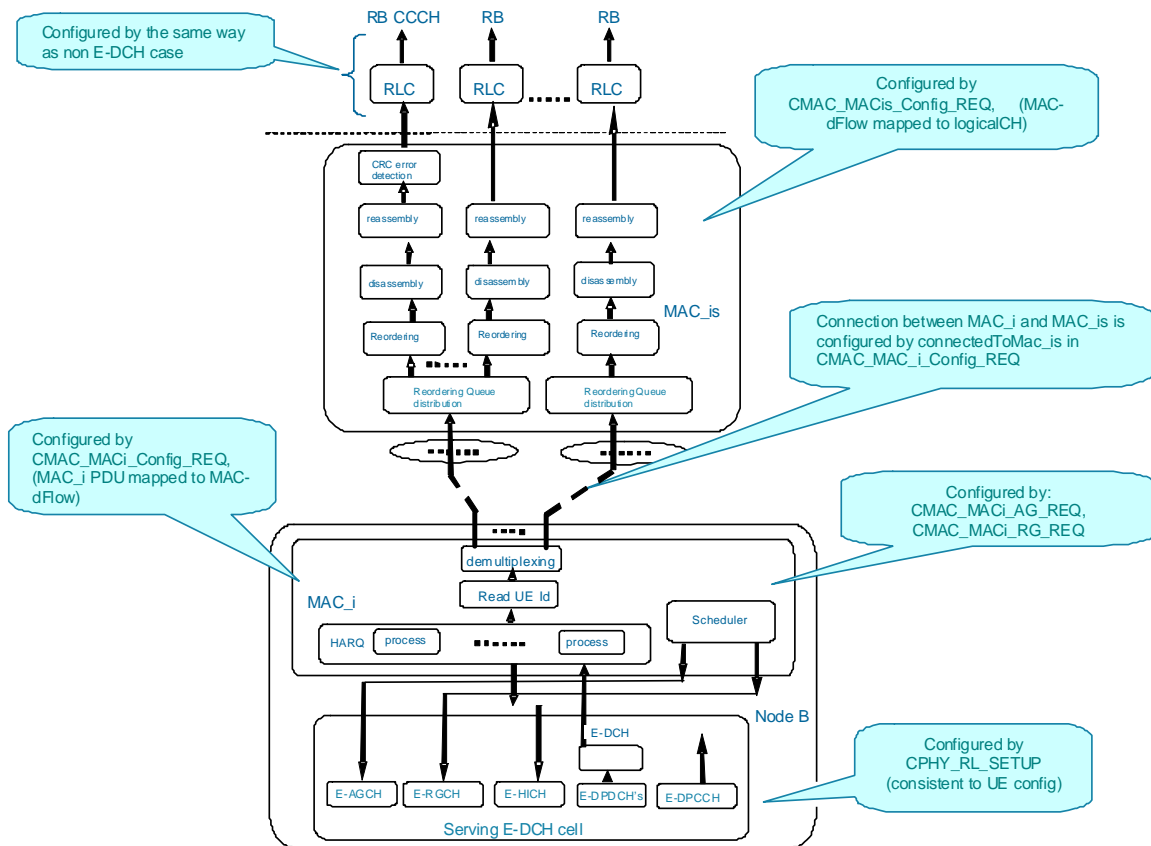 RB CCCH
RB
RB
Configured by the same way
as non E-DCH case
RLC
RLC
RLC
Configured by
CMAC_MACis_Config_REQ, (MAC-
dFlow mapped to logicalCH)
CRC error
detection
reassembly
reassembly
reassembly
disassembly
disassembly
disassembly
MAC_is
Reordering
Reordering
Reordering
Reordering Queue
distribution
Reordering Queue
distribution
Connection between MAC_i and MAC_is is
configured by connectedToMac_is in
CMAC_MAC_i_Config_REQ
Configured by
CMAC_MACi_Config_REQ,
(MAC_i PDU mapped to MAC-
dFlow)
Configured by:
CMAC_MACi_AG_REQ,
CMAC_MACi_RG_REQ
demultiplexing
Read UE Id
MAC_i
Scheduler
HARQ
process
process
Node B
E-DCH
E-AGCH
E-RGCH
E-HICH
E-DPDCH's
E-DPCCH
Serving E-DCH cell
Configured by
CPHY_RL_SETUP
(consistent to UE config)